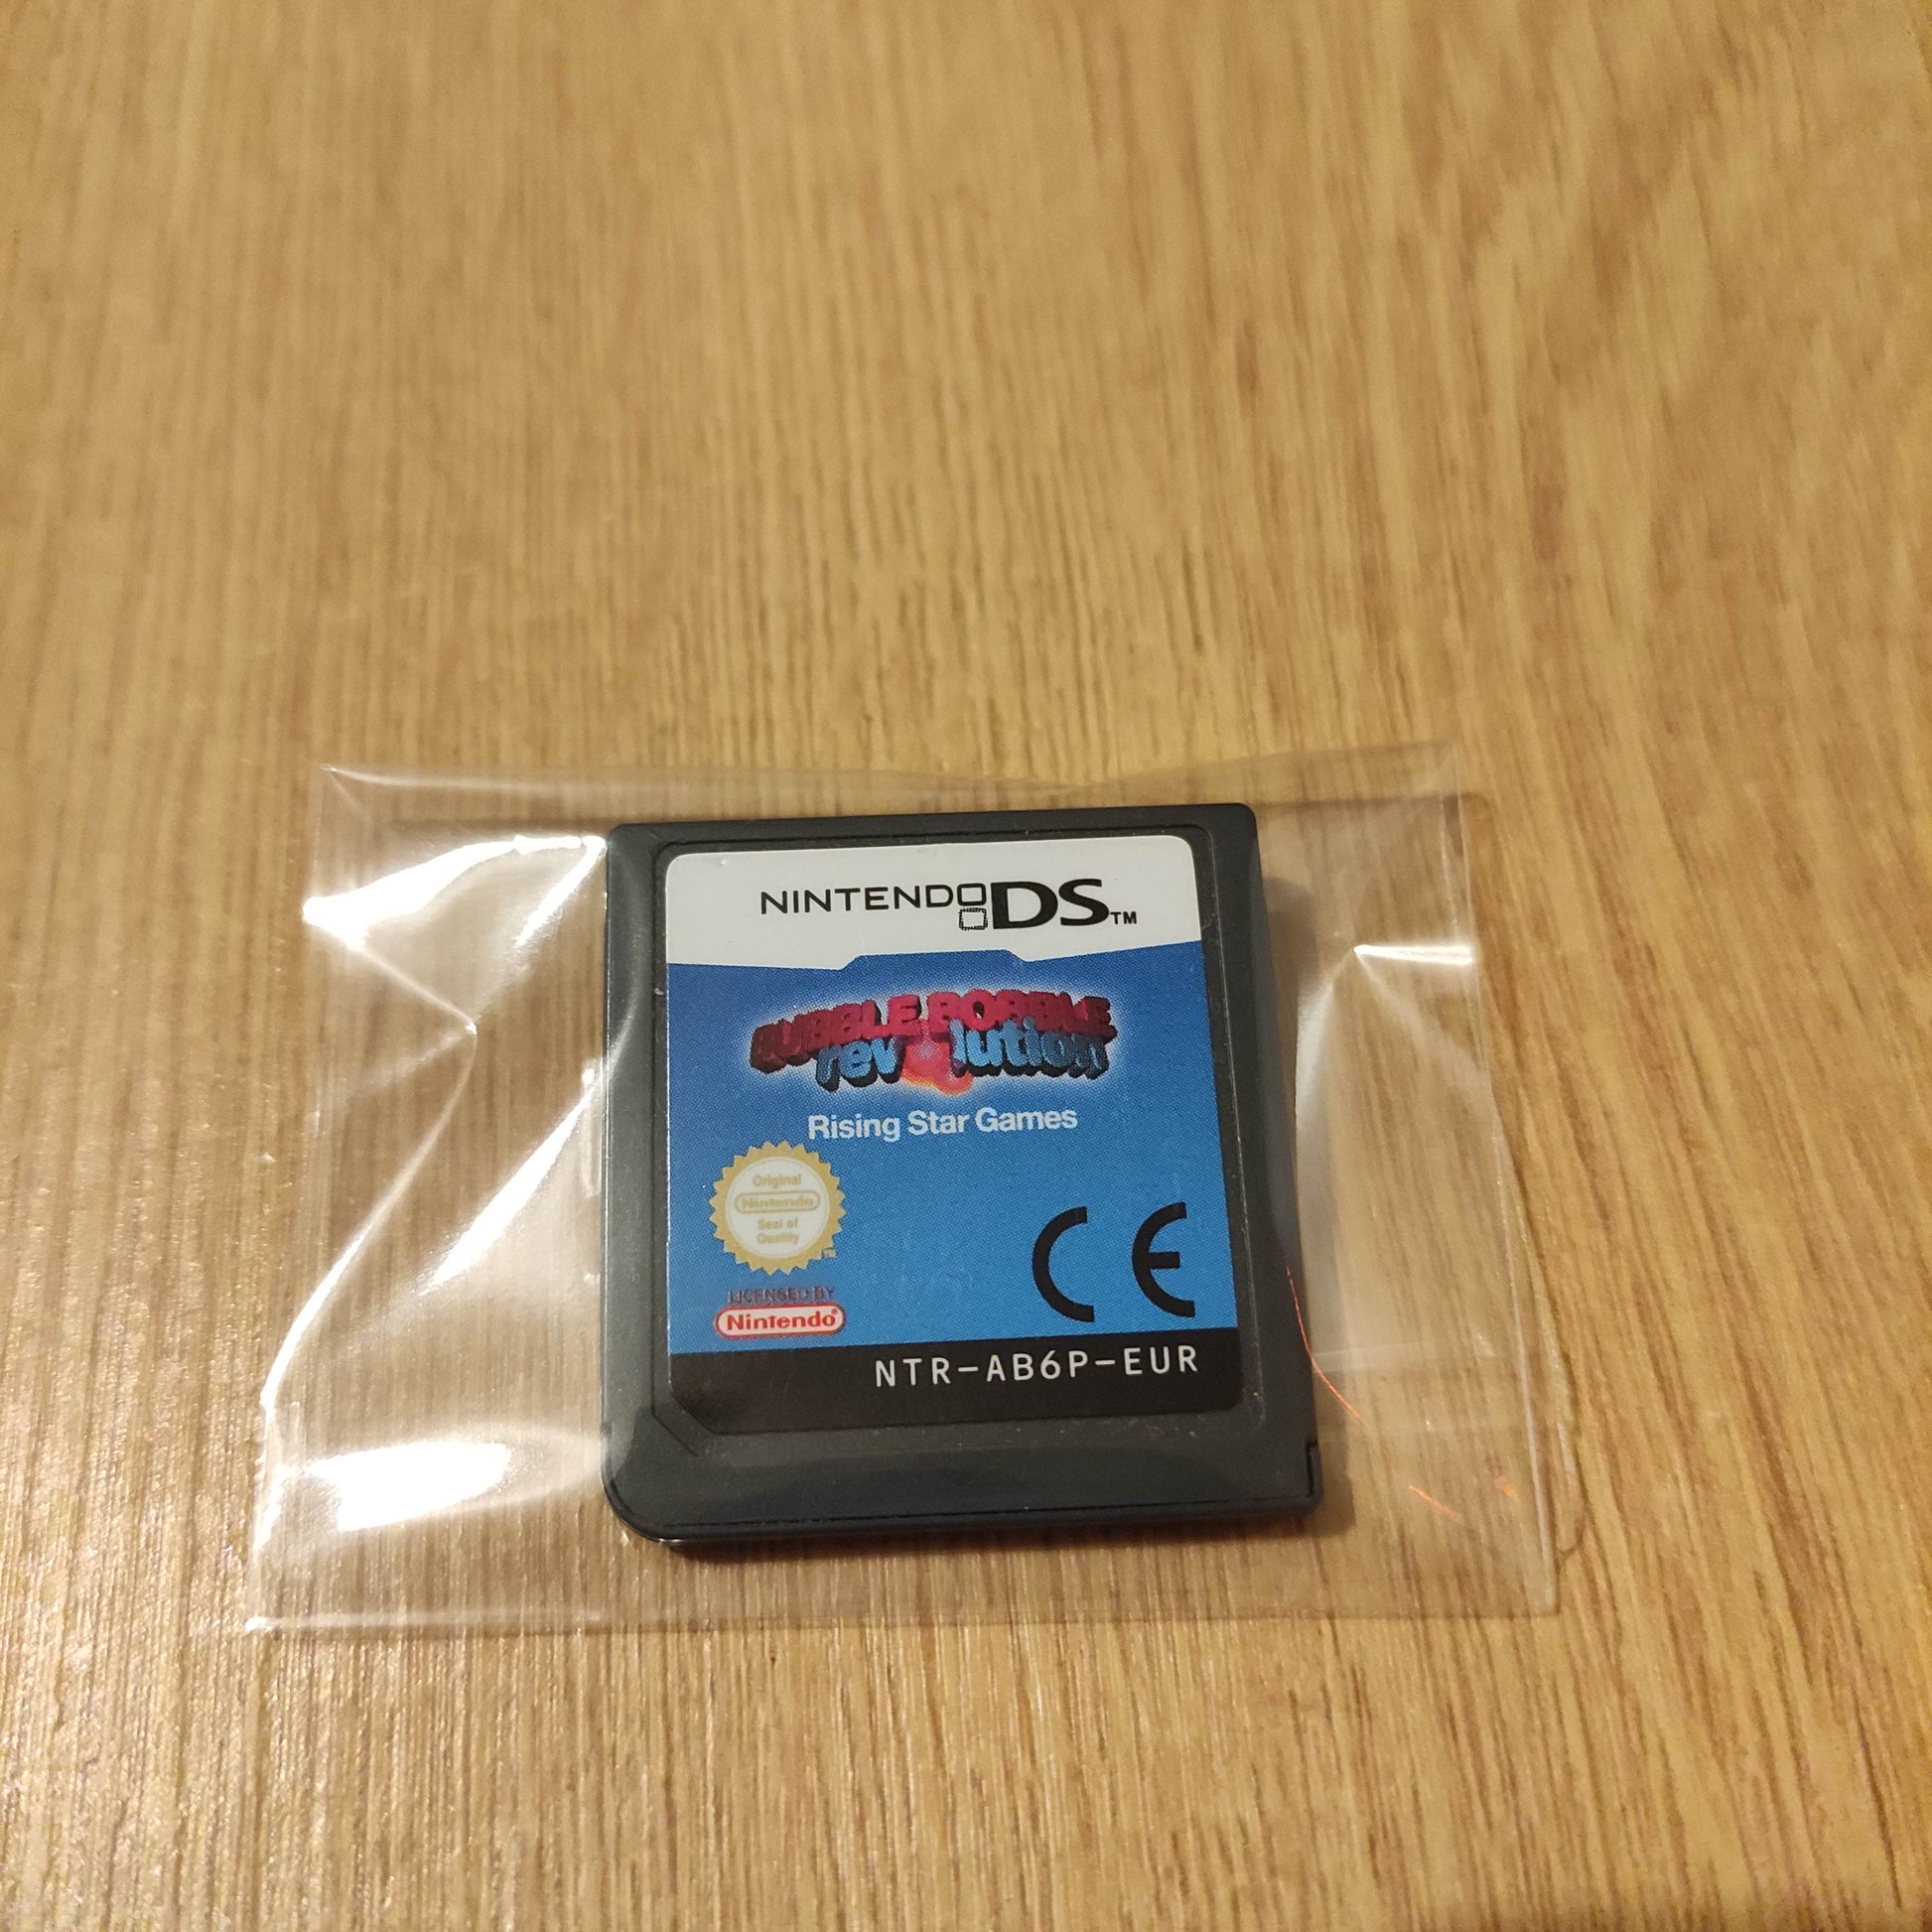 NINTENDO DS™
BUBBLE BOBBLE
revolution
Rising Star Games
Original
Nintendo
Seal of
Quality
TM
LICENSED BY
Nintendo®
CE
NTR-AB6P-EUR